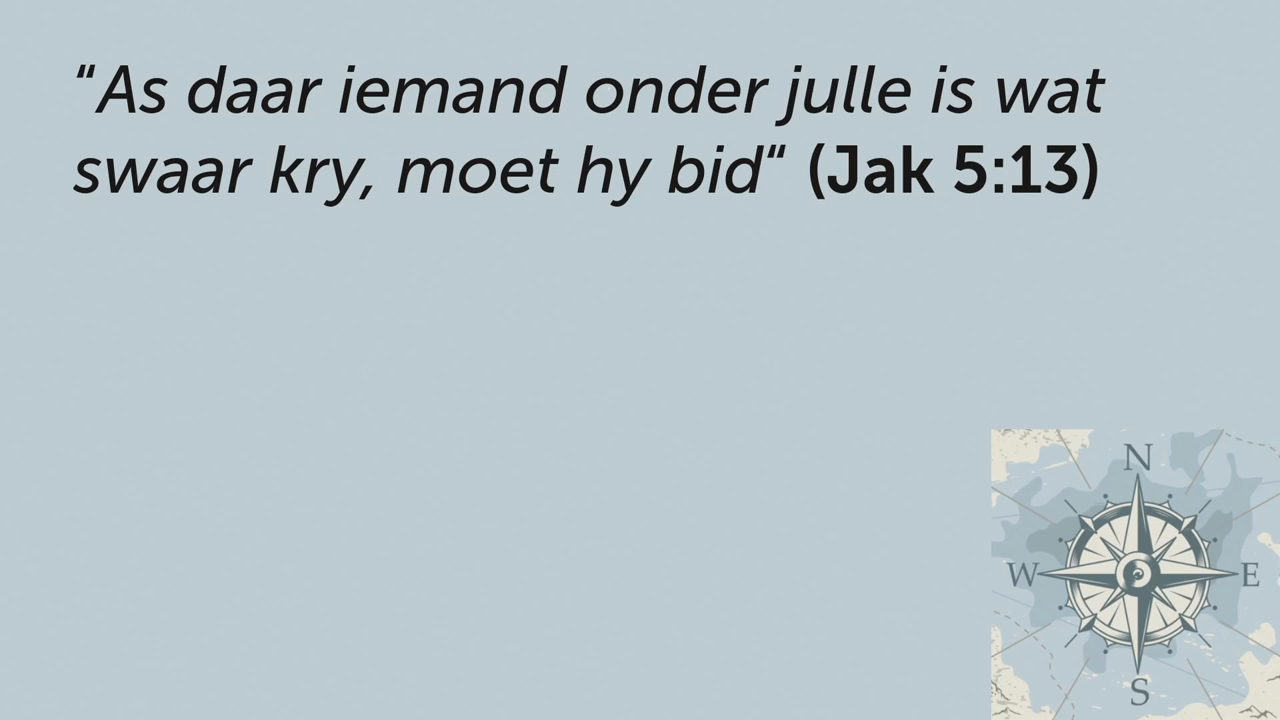 “As daar iemand onder julle is wat
swaar kry, moet hy bid“ (Jak 5:13)
N
W E
S